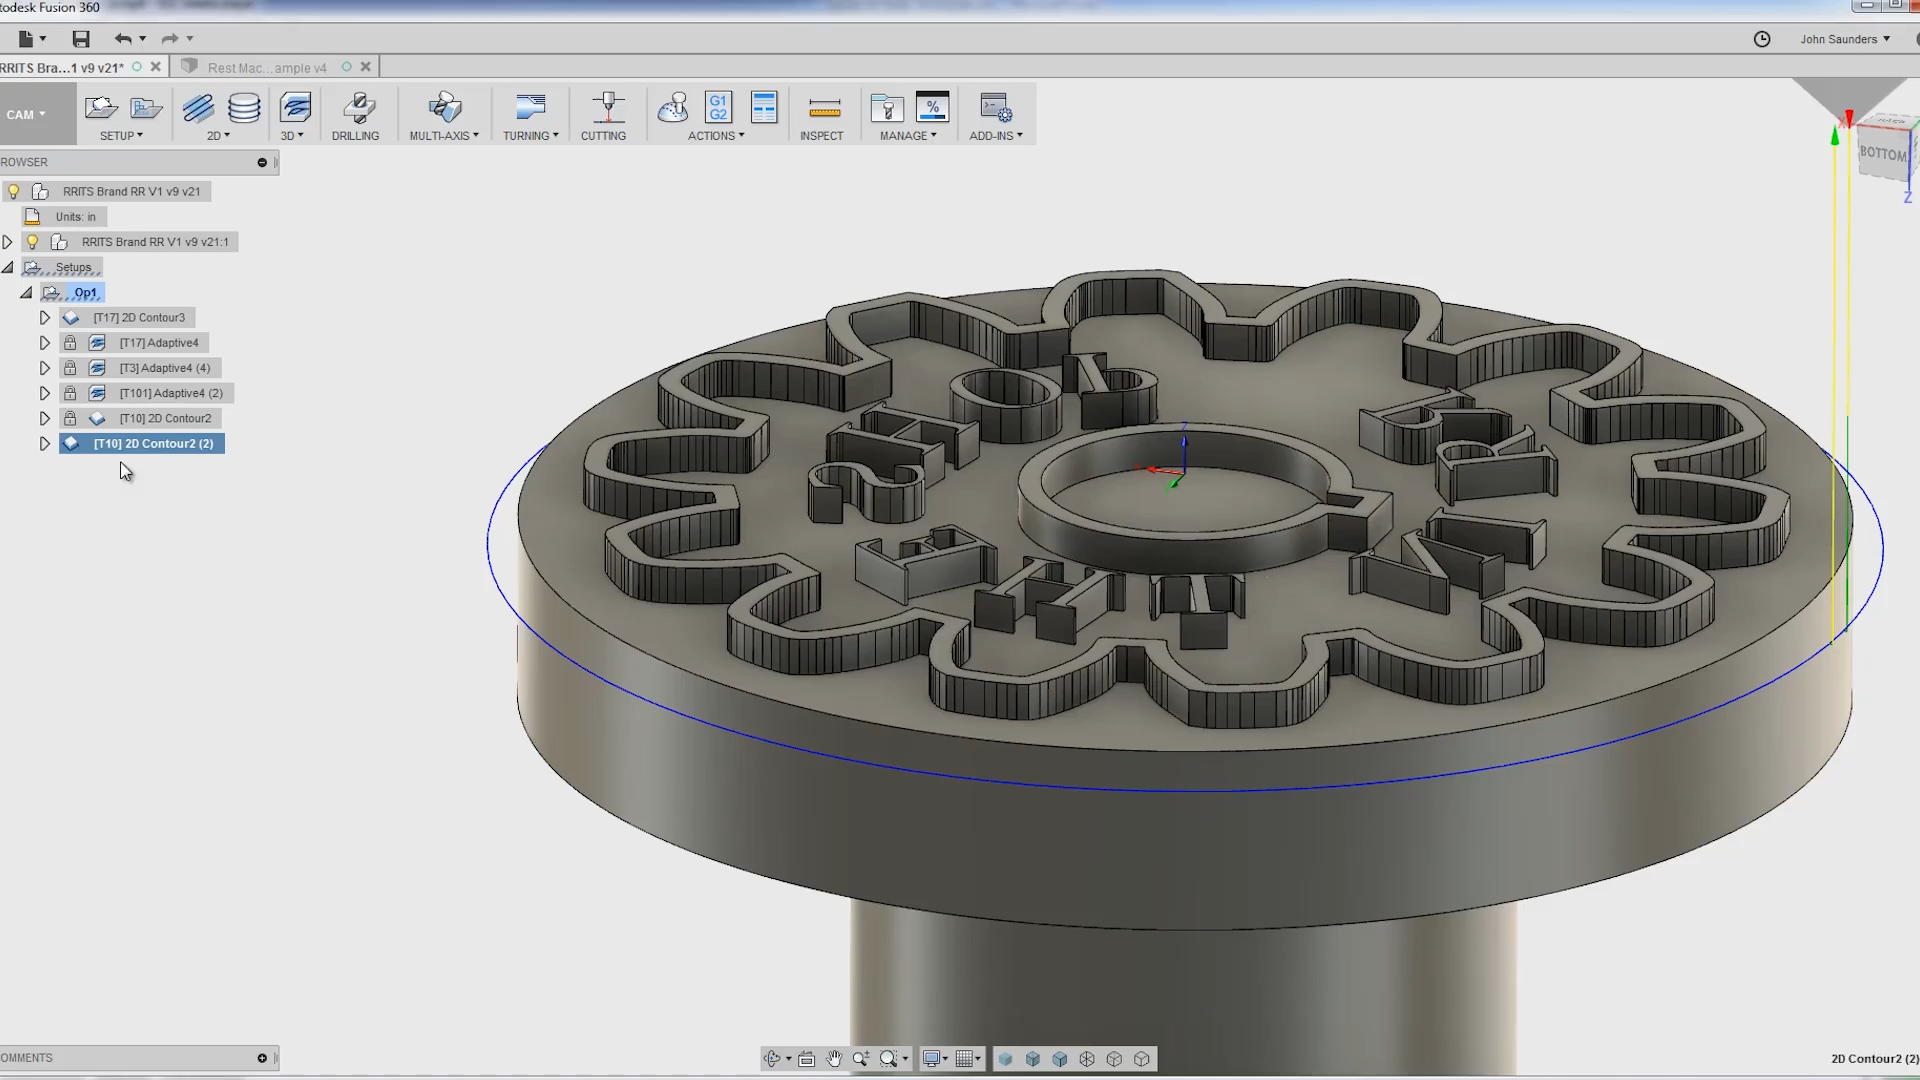 todesk Fusion 360
John Saunders
RRITS Bra...1 v9 v21*
Rest Mac...ample v4
CAM
SETUP
2D
3D
DRILLING
MULTI-AXIS
TURNING
CUTTING
G1
G2
ACTIONS
INSPECT
%
MANAGE
ADD-INS
ROWSER
BOTTOM
X
Z
RRITS Brand RR V1 v9 v21
Units: in
RRITS Brand RR V1 v9 v21:1
Setups
Op1
[T17] 2D Contour3
[T17] Adaptive4
[T3] Adaptive4 (4)
[T101] Adaptive4 (2)
[T10] 2D Contour2
[T10] 2D Contour2 (2)
Z
OMMENTS
2D Contour2 (2)